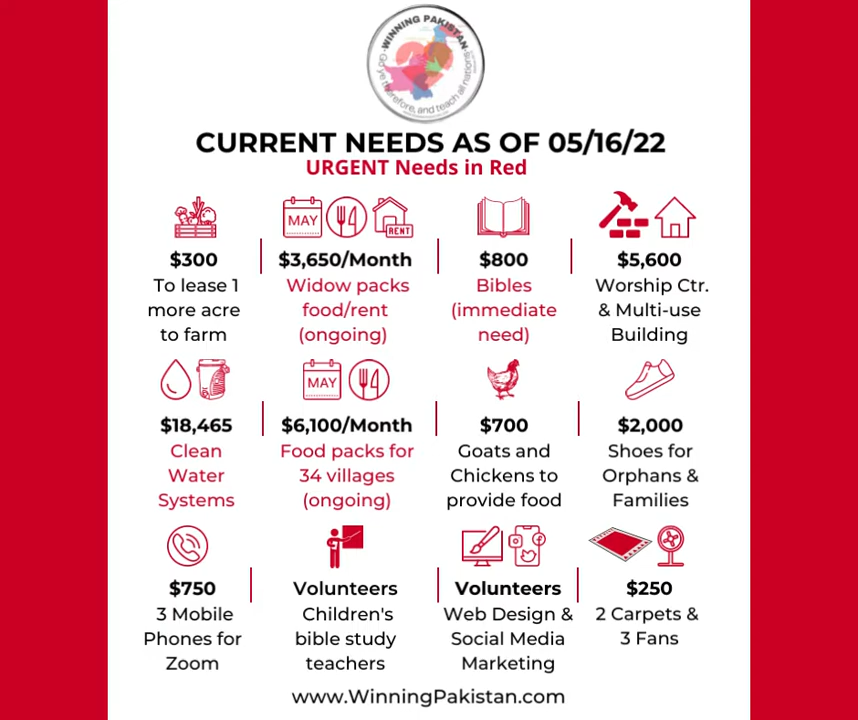 WINNING PAKISTAN
Go ye therefore, and teach all nations
CURRENT NEEDS AS OF 05/16/22
URGENT Needs in Red
MAY
RENT
$300
To lease 1
more acre
to farm
$3,650/Month
Widow packs
food/rent
(ongoing)
$800
Bibles
(immediate
need)
$5,600
Worship Ctr.
& Multi-use
Building
MAY
$18,465
Clean
Water
Systems
$6,100/Month
Food packs for
34 villages
(ongoing)
$700
Goats and
Chickens to
provide food
$2,000
Shoes for
Orphans &
Families
$750
3 Mobile
Phones for
Zoom
Volunteers
Children's
bible study
teachers
Volunteers
Web Design &
Social Media
Marketing
$250
2 Carpets &
3 Fans
www.WinningPakistan.com